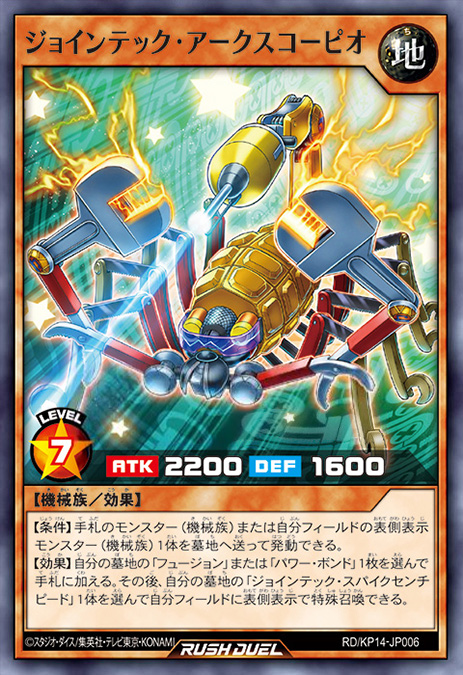 ジョインテック・アークスコーピオ
地
LEVEL
7
ATK 2200 DEF 1600
【機械族／効果】
【条件】手札のモンスター（機械族）または自分フィールドの表側表示
モンスター（機械族）1体を墓地へ送って発動できる。
【効果】自分の墓地の「フュージョン」または「パワー・ボンド」1枚を選んで
手札に加える。その後、自分の墓地の「ジョインテック・スパイクセンチ
ピード」1体を選んで自分フィールドに表側表示で特殊召喚できる。
©スタジオ・ダイス/集英社・テレビ東京・KONAMI
RUSH DUEL
RD/KP14-JP006